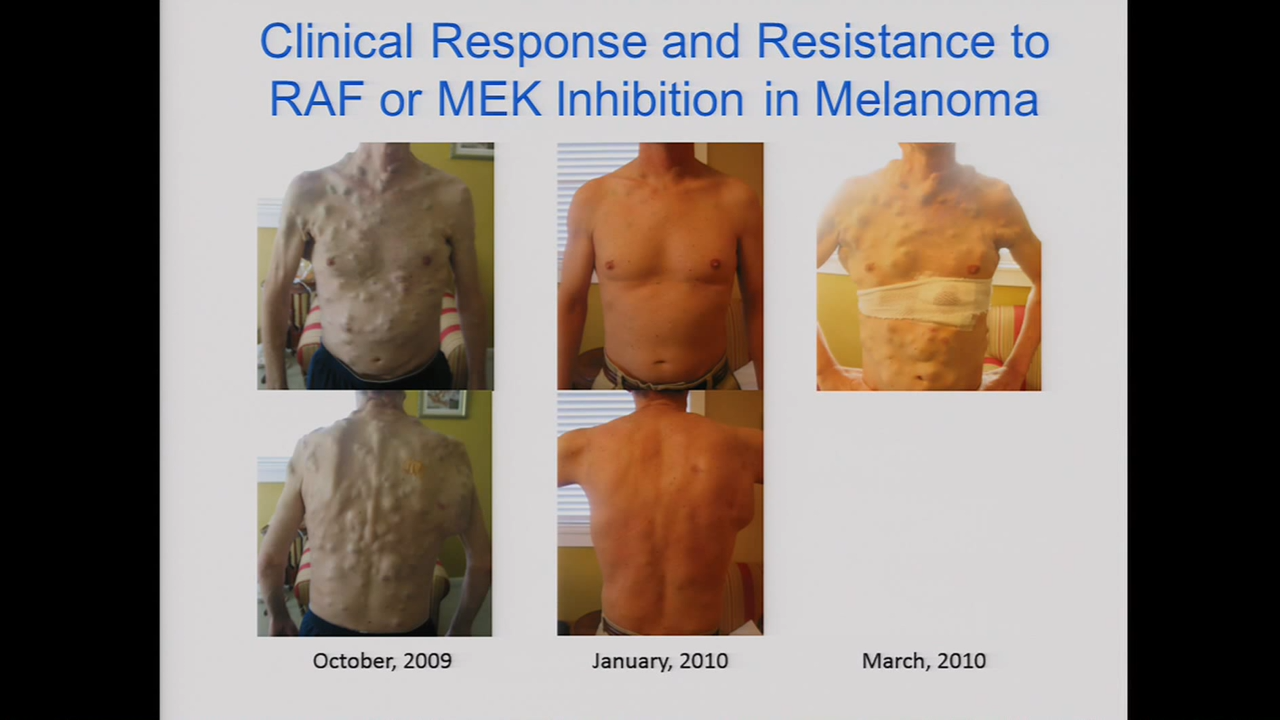 Clinical Response and Resistance to
RAF or MEK Inhibition in Melanoma
October, 2009
January, 2010
March, 2010